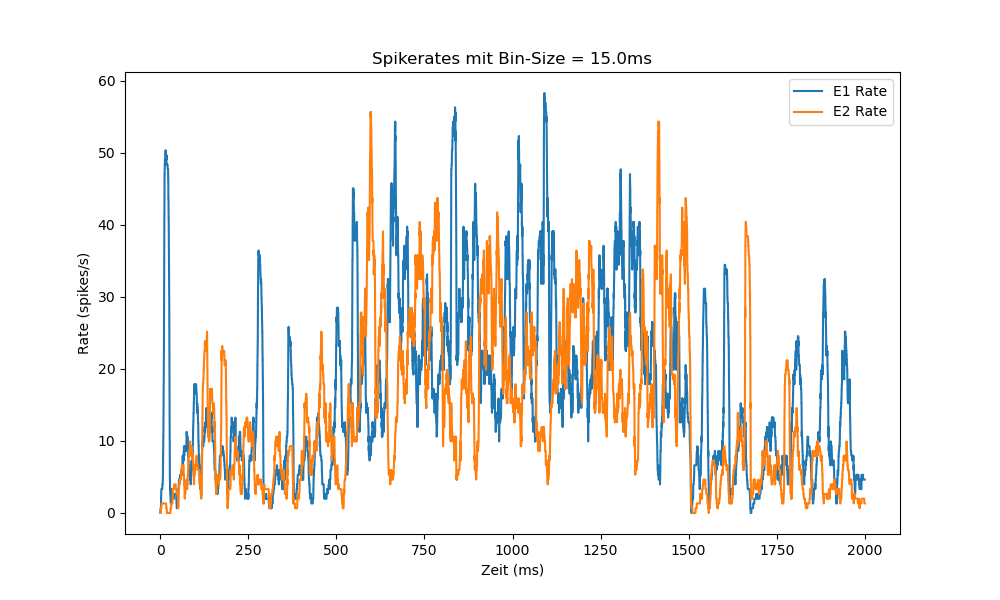 Spikerates mit Bin-Size = 15.0ms
E1 Rate
E2 Rate
60
50
40
30
20
10
0
Rate (spikes/s)
0 250 500 750 1000 1250 1500 1750 2000
Zeit (ms)